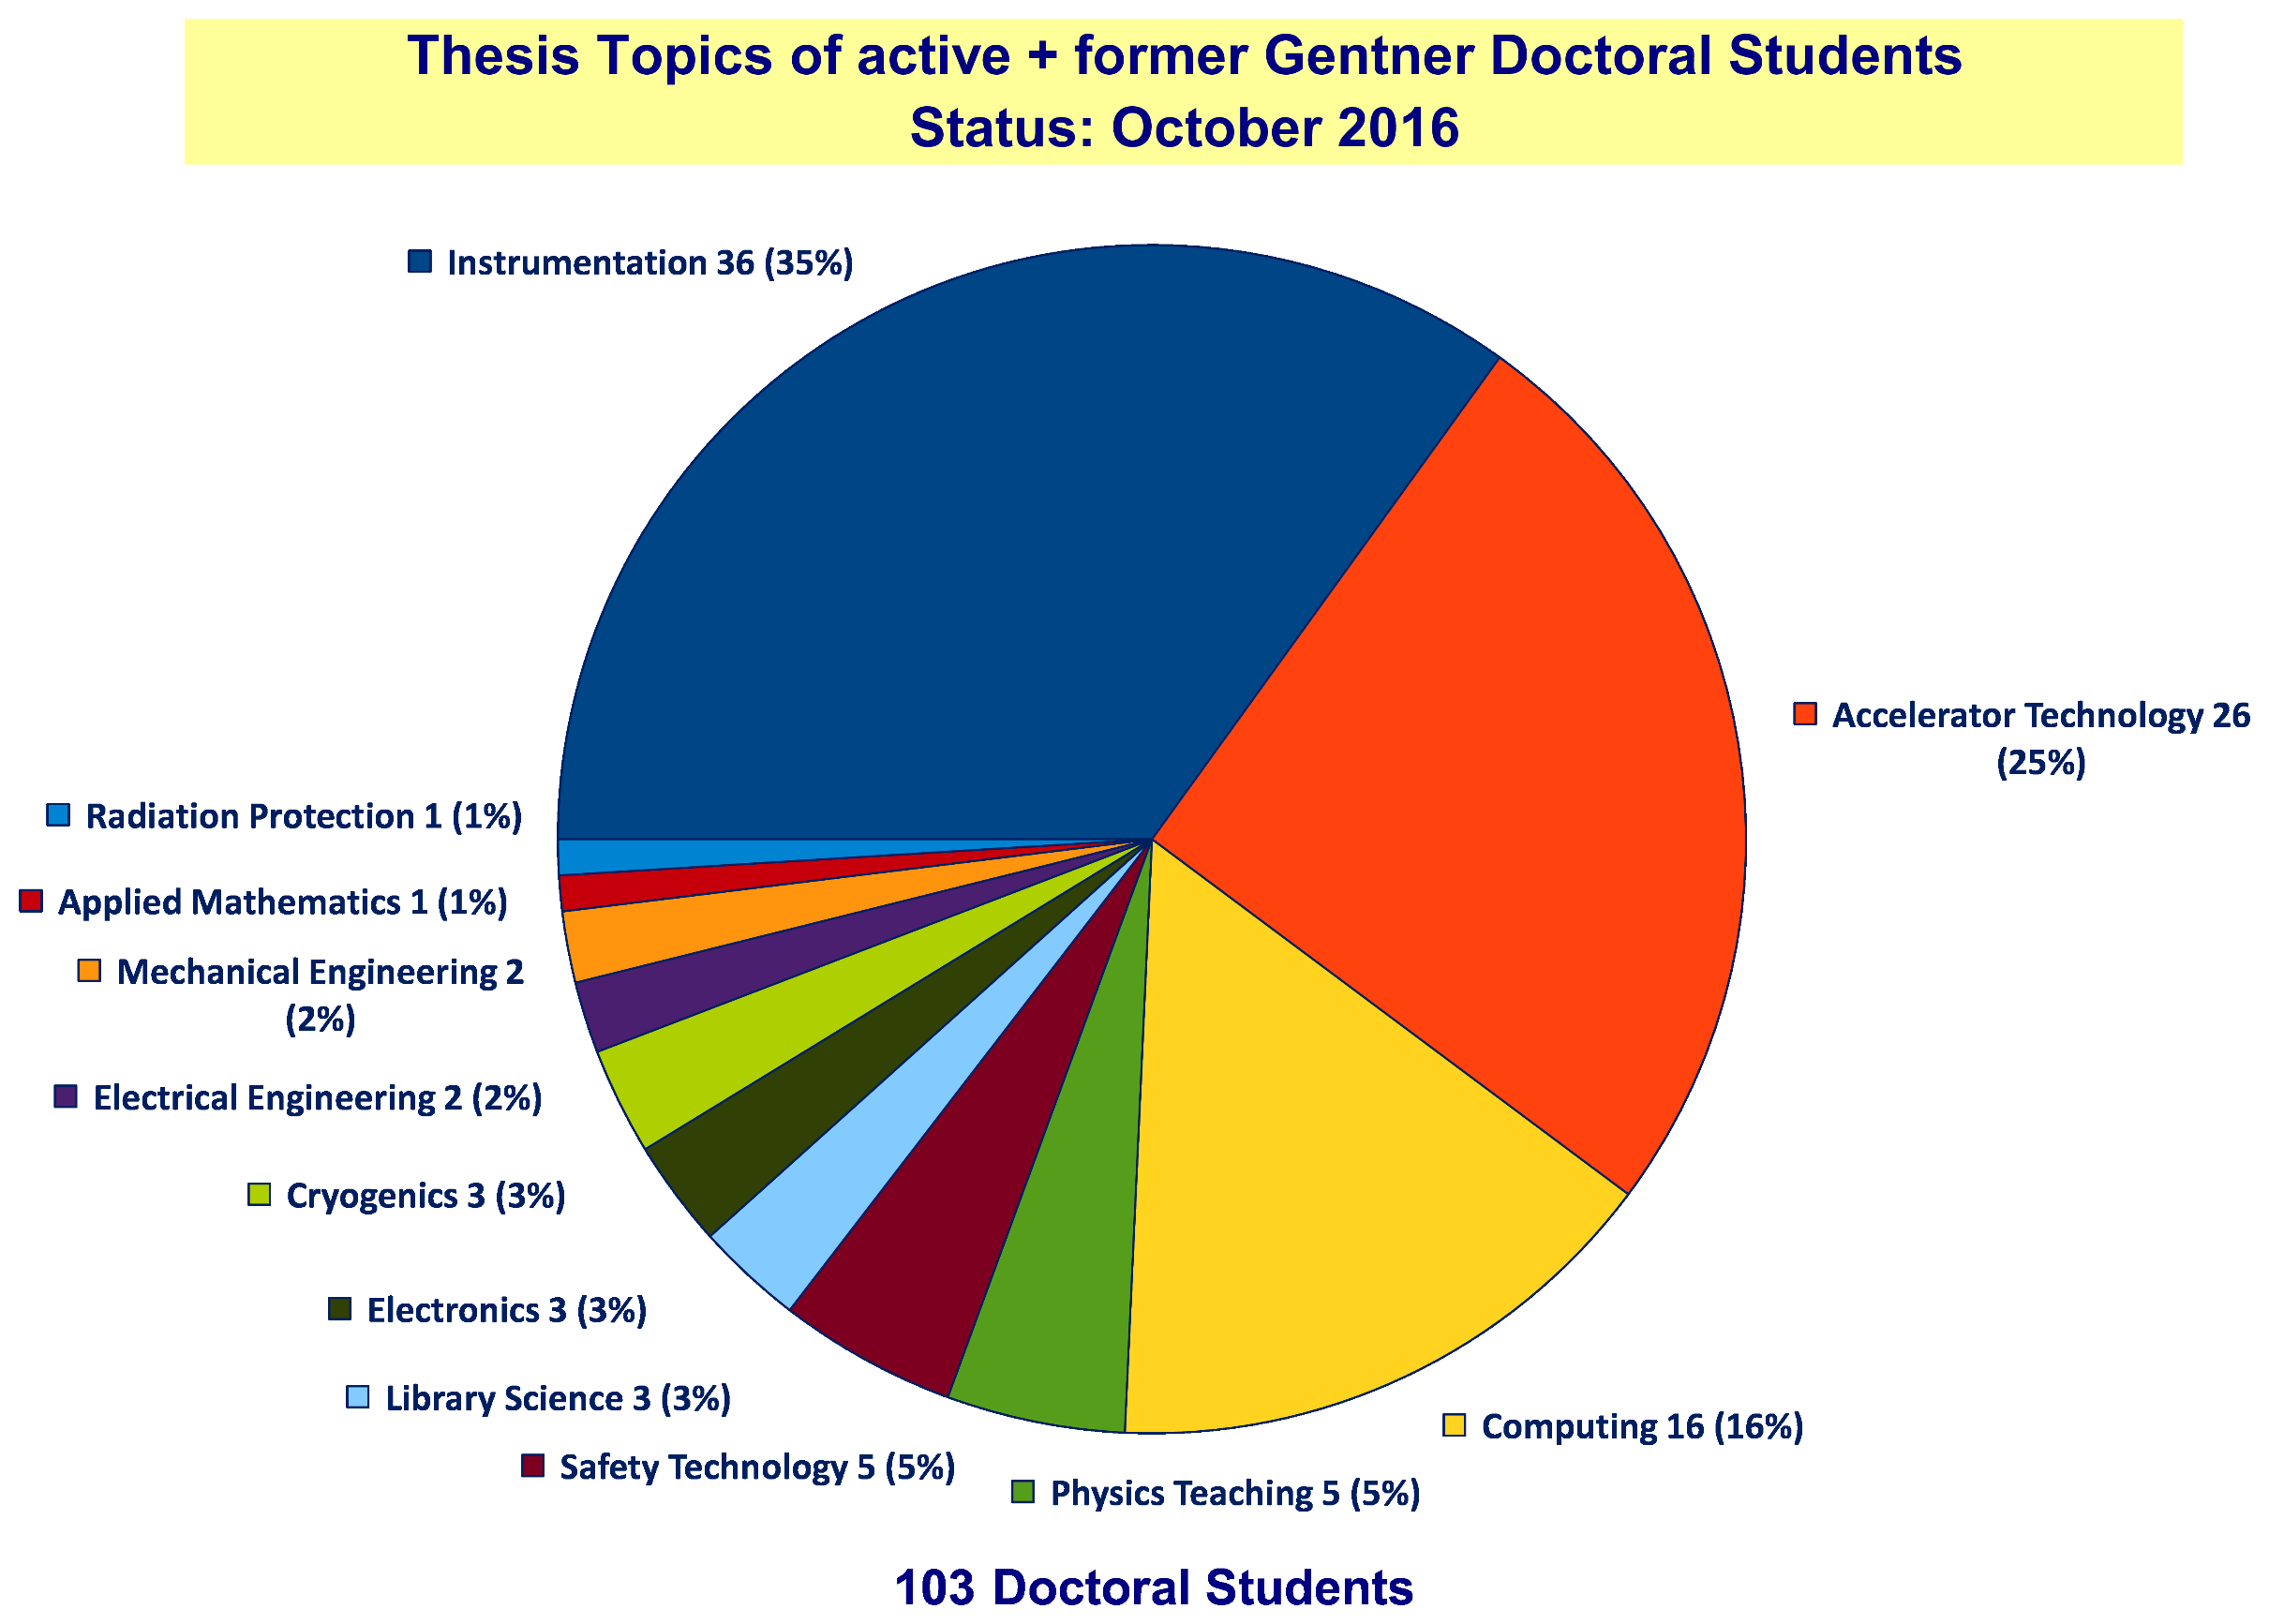 Thesis Topics of active + former Gentner Doctoral Students
Status: October 2016
Instrumentation 36 (35%)
Accelerator Technology 26
(25%)
Radiation Protection 1 (1%)
Applied Mathematics 1 (1%)
Mechanical Engineering 2
(2%)
Electrical Engineering 2 (2%)
Cryogenics 3 (3%)
Electronics 3 (3%)
Library Science 3 (3%)
Computing 16 (16%)
Safety Technology 5 (5%)
Physics Teaching 5 (5%)
103 Doctoral Students